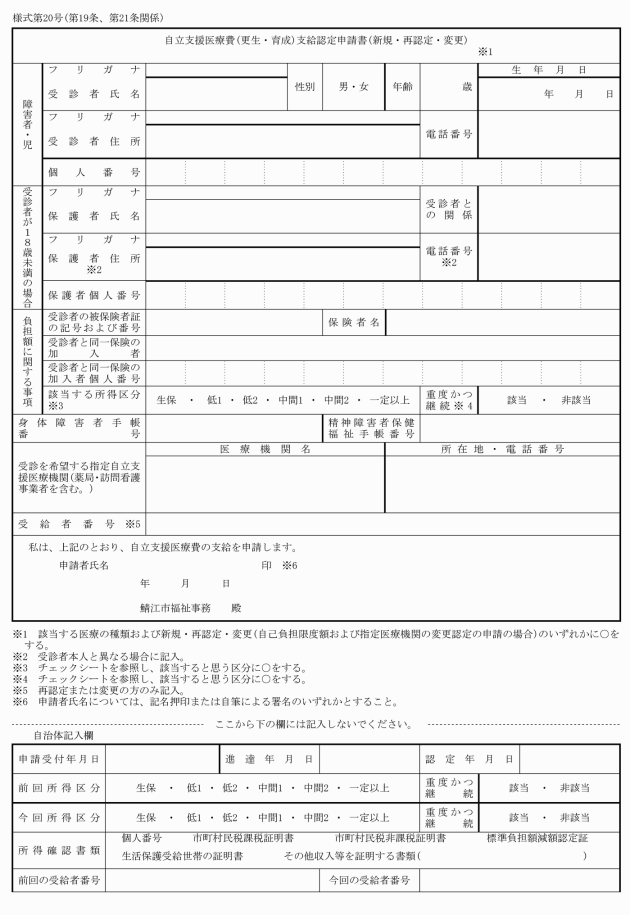 様式第20号(第19条、第21条関係)
自立支援医療費(更生・育成)支給認定申請書(新規・再認定・変更)
※1
障害者・児
フリガナ
受診者氏名
性別
男・女
年齢
歳
生年月日
年 月 日
フリガナ
受診者住所
電話番号
個人番号
受診者が18歳未満の場合
フリガナ
保護者氏名
受診者と
の関係
フリガナ
保護者住所
※2
電話番号
※2
保護者個人番号
負担額に関する事項
受診者の被保険者証
の記号および番号
保険者名
受診者と同一保険の
加入者
受診者と同一保険の
加入者個人番号
該当する所得区分
※3
生保 ・ 低1 ・ 低2 ・ 中間1 ・ 中間2 ・ 一定以上
重度かつ
継続※4
該当 ・ 非該当
身体障害者手帳
番号
精神障害者保健
福祉手帳番号
受診を希望する指定自立支
援医療機関(薬局・訪問看護
事業者を含む。)
医療機関名
所在地・電話番号
受給者番号 ※5
私は、上記のとおり、自立支援医療費の支給を申請します。
申請者氏名 印 ※6
年 月 日
鯖江市福祉事務 殿
※1 該当する医療の種類および新規・再認定・変更(自己負担限度額および指定医療機関の変更認定の申請の場合)のいずれかに○を
する。
※2 受診者本人と異なる場合に記入。
※3 チェックシートを参照し、該当すると思う区分に○をする。
※4 チェックシートを参照し、該当すると思う区分に○をする。
※5 再認定または変更の方のみ記入。
※6 申請者氏名については、記名押印または自筆による署名のいずれかとすること。
ここから下の欄には記入しないでください。
自治体記入欄
申請受付年月日
進達年月日
認定年月日
前回所得区分
生保 ・ 低1 ・ 低2 ・ 中間1 ・ 中間2 ・ 一定以上
重度かつ
継続
該当 ・ 非該当
今回所得区分
生保 ・ 低1 ・ 低2 ・ 中間1 ・ 中間2 ・ 一定以上
重度かつ
継続
該当 ・ 非該当
所得確認書類
個人番号 市町村民税課税証明書 市町村民税非課税証明書 標準負担額減額認定証
生活保護受給世帯の証明書 その他収入等を証明する書類( )
前回の受給者番号
今回の受給者番号